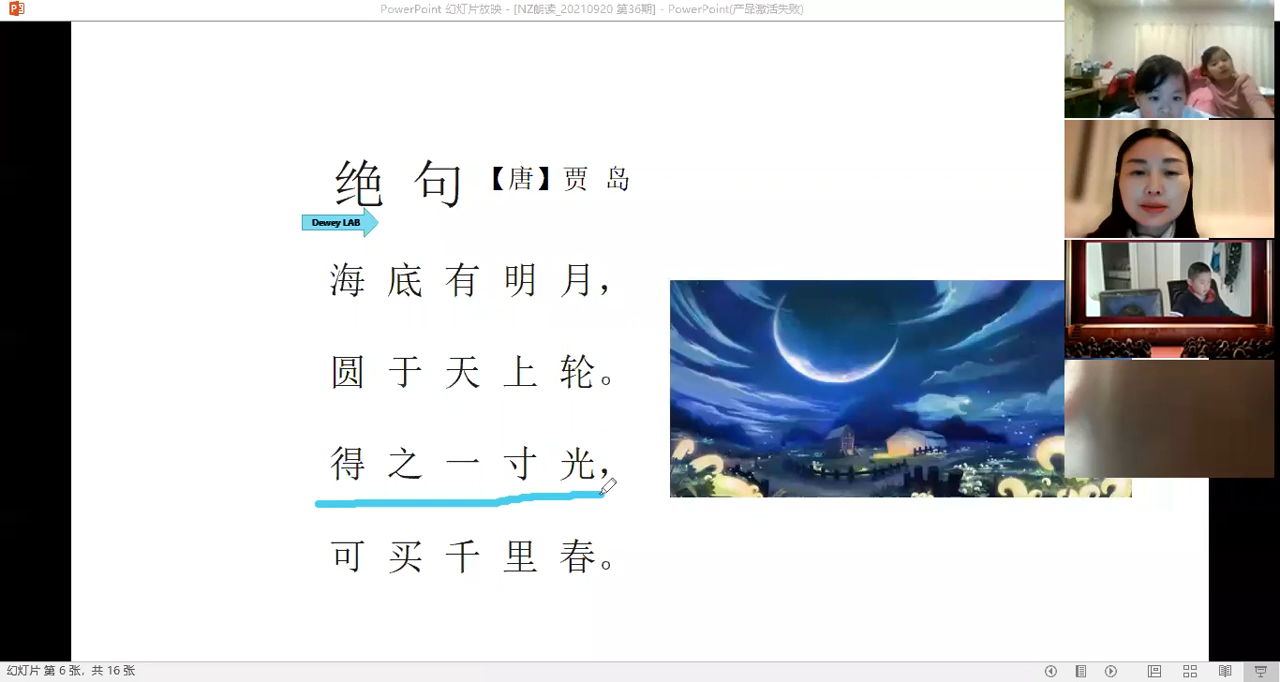 PowerPoint 幻灯片放映 - [NZ朗读_20210920 第36期] - PowerPoint(产品激活失败)
绝句【唐】贾岛
Dewey LAB
海底有明月，
圆于天上轮。
得之一寸光，
可买千里春。
幻灯片 第 6 张，共 16 张